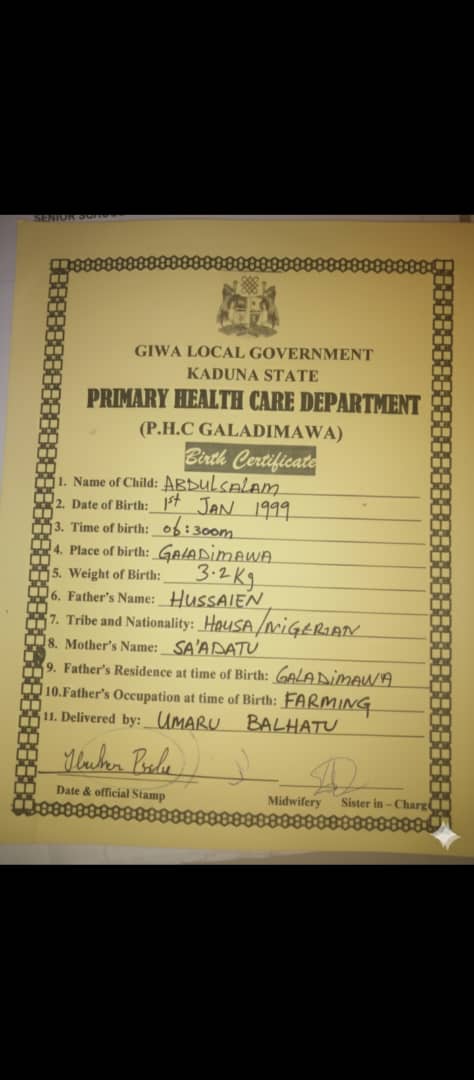 SENIOR
GIWA LOCAL GOVERNMENT
KADUNA STATE
PRIMARY HEALTH CARE DEPARTMENT
(P.H.C GALADIMAWA)
Birth Certificate
1. Name of Child: ABDULSALAM
2. Date of Birth: 1st JAN 1999
3. Time of birth: 06:300m
4. Place of birth: GALADIMAWA
5. Weight of Birth: 3.2Kg
6. Father's Name: HUSSAIEN
7. Tribe and Nationality: HAUSA/NIGERIAN
8. Mother's Name: SA'ADATU
9. Father's Residence at time of Birth: GALADIMAWA
10.Father's Occupation at time of Birth: FARMING
11. Delivered by: UMARU BALHATU
Date & official Stamp
Midwifery Sister in – Charge